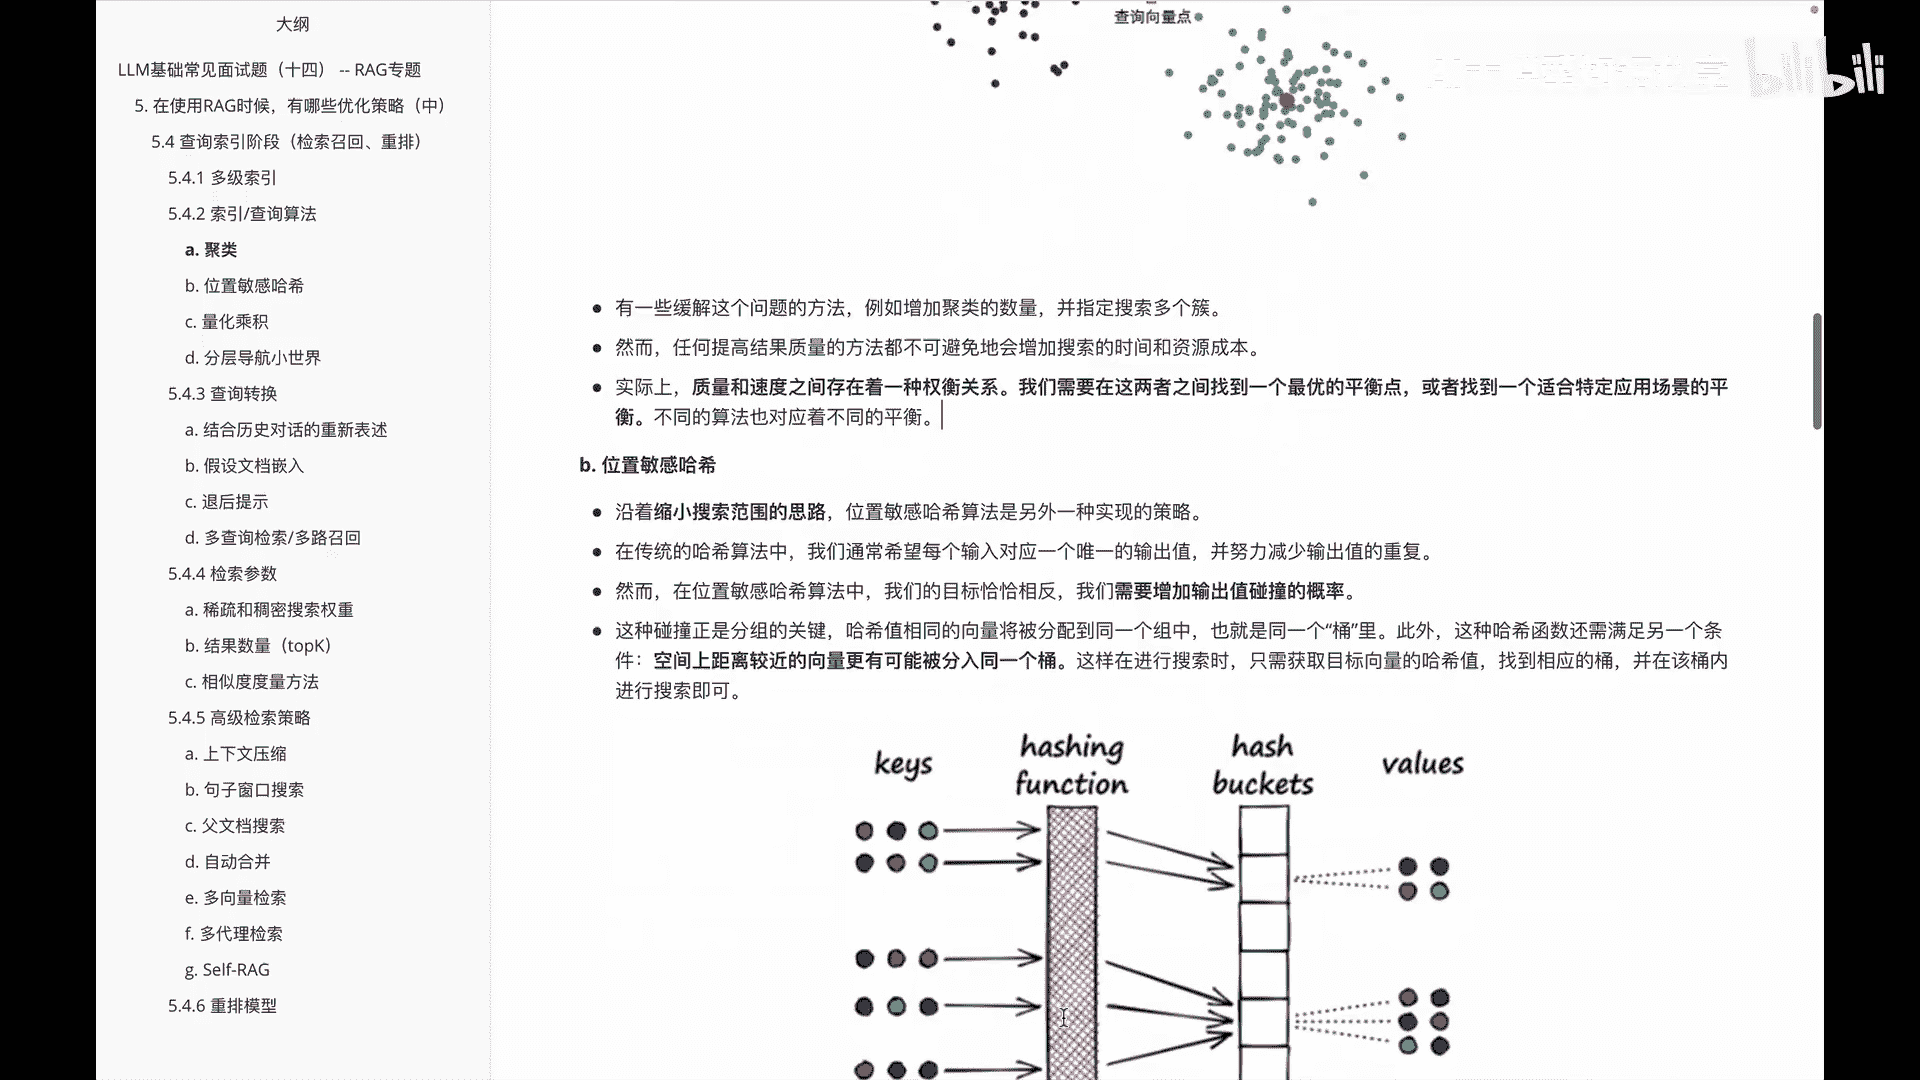 大纲
LLM基础常见面试题（十四） -- RAG专题
5. 在使用RAG时候，有哪些优化策略（中）
5.4 查询索引阶段（检索召回、重排）
5.4.1 多级索引
5.4.2 索引/查询算法
a. 聚类
b. 位置敏感哈希
c. 量化乘积
d. 分层导航小世界
5.4.3 查询转换
a. 结合历史对话的重新表述
b. 假设文档嵌入
c. 退后提示
d. 多查询检索/多路召回
5.4.4 检索参数
a. 稀疏和稠密搜索权重
b. 结果数量（topK）
c. 相似度度量方法
5.4.5 高级检索策略
a. 上下文压缩
b. 句子窗口搜索
c. 父文档搜索
d. 自动合并
e. 多向量检索
f. 多代理检索
g. Self-RAG
5.4.6 重排模型
查询向量点
bilibili
有一些缓解这个问题的方法，例如增加聚类的数量，并指定搜索多个簇。
然而，任何提高结果质量的方法都不可避免地会增加搜索的时间和资源成本。
实际上，质量和速度之间存在着一种权衡关系。我们需要在这两者之间找到一个最优的平衡点，或者找到一个适合特定应用场景的平
衡。不同的算法也对应着不同的平衡。
b. 位置敏感哈希
沿着缩小搜索范围的思路，位置敏感哈希算法是另外一种实现的策略。
在传统的哈希算法中，我们通常希望每个输入对应一个唯一的输出值，并努力减少输出值的重复。
然而，在位置敏感哈希算法中，我们的目标恰恰相反，我们需要增加输出值碰撞的概率。
这种碰撞正是分组的关键，哈希值相同的向量将被分配到同一个组中，也就是同一个“桶”里。此外，这种哈希函数还需满足另一个条
件：空间上距离较近的向量更有可能被分入同一个桶。这样在进行搜索时，只需获取目标向量的哈希值，找到相应的桶，并在该桶内
进行搜索即可。
keys
hashing
function
hash
buckets
values